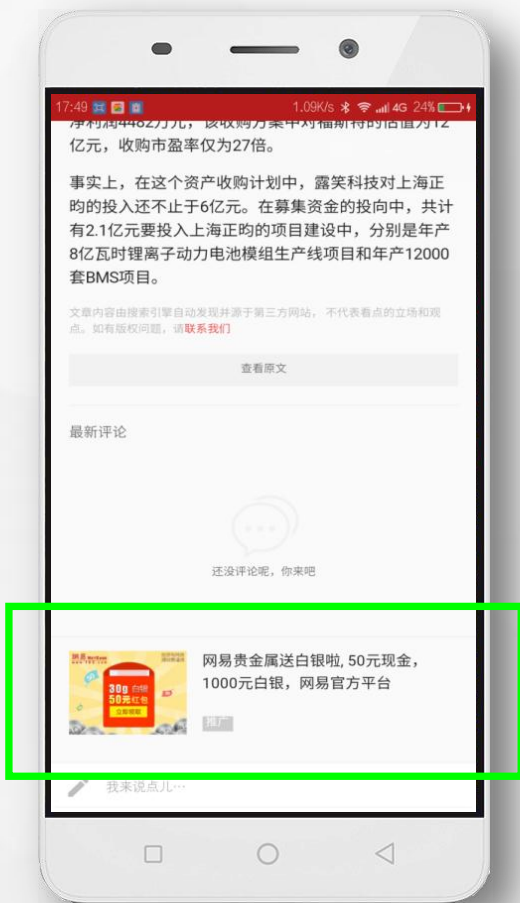 17:49 1.09K/s 4G 24%
净利润4482万元，该收购方案中对福斯特的估值为12
亿元，收购市盈率仅为27倍。
事实上，在这个资产收购计划中，露笑科技对上海正
昀的投入还不止于6亿元。在募集资金的投向中，共计
有2.1亿元要投入上海正昀的项目建设中，分别是年产
8亿瓦时锂离子动力电池模组生产线项目和年产12000
套BMS项目。
文章内容由搜索引擎自动发现并源于第三方网站， 不代表看点的立场和观
点。如有版权问题，请联系我们
查看原文
最新评论
还没评论呢，你来吧
网易
30g 白银
50元红包
立即领取
网易贵金属送白银啦, 50元现金，
1000元白银，网易官方平台
推广
我来说点儿…